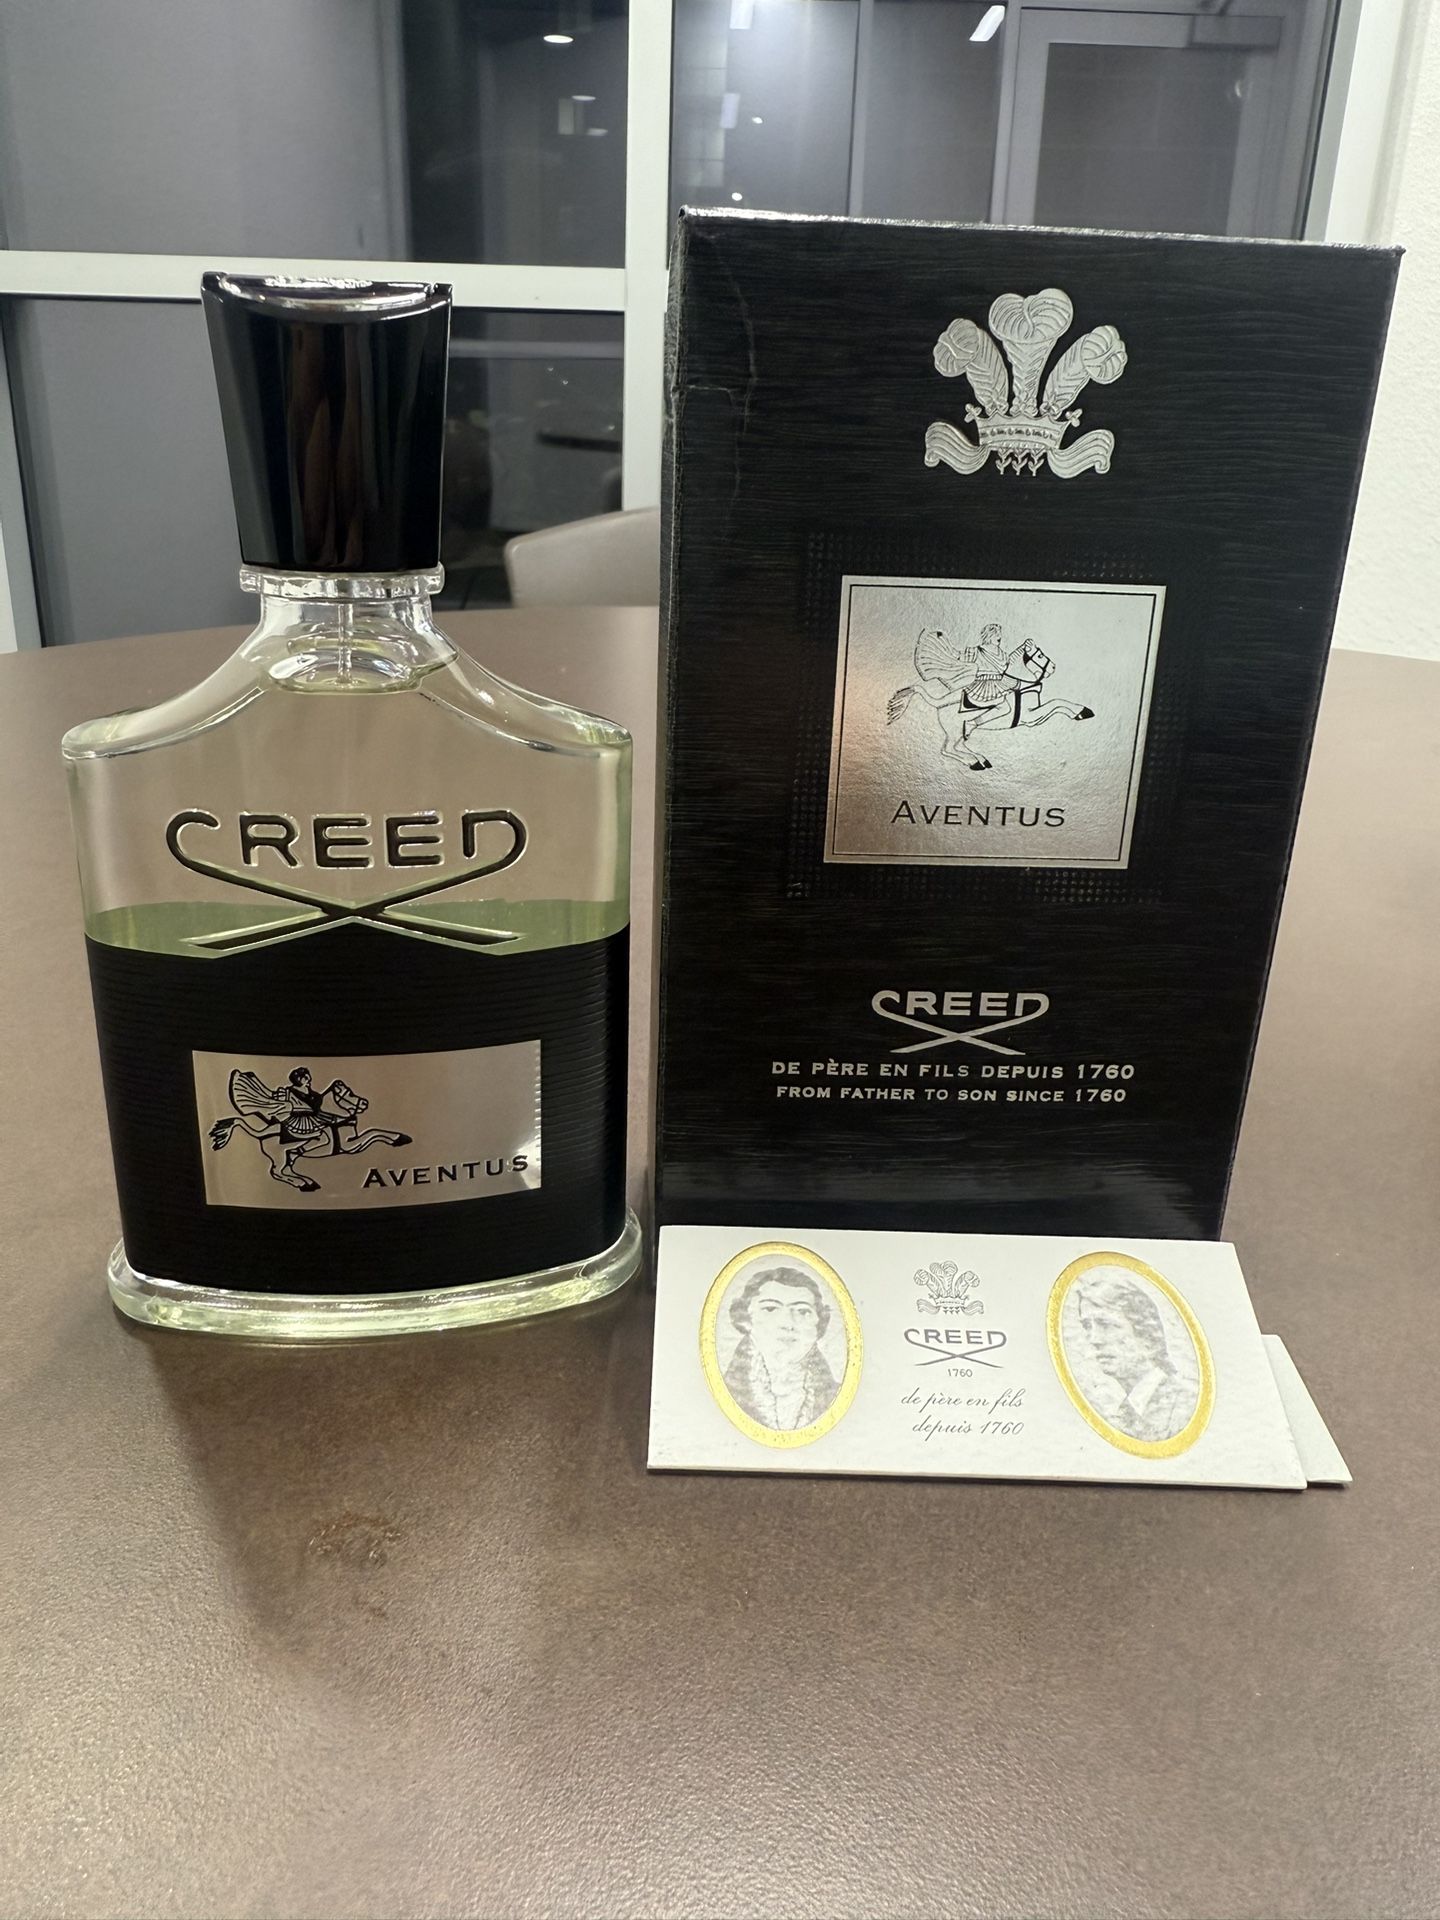 CREED
AVENTUS
AVENTUS
CREED
DE PÈRE EN FILS DEPUIS 1760
FROM FATHER TO SON SINCE 1760
CREED
1760
de père en fils
depuis 1760